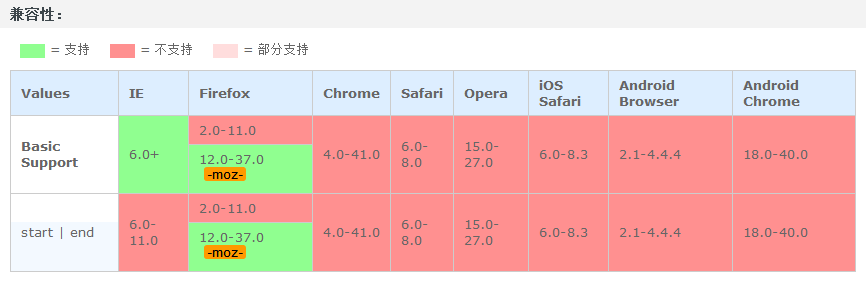 兼容性：
= 支持 = 不支持 = 部分支持
Values IE Firefox Chrome Safari Opera iOS Safari Android Browser Android Chrome
Basic Support 6.0+ 2.0-11.0 4.0-41.0 6.0-8.0 15.0-27.0 6.0-8.3 2.1-4.4.4 18.0-40.0
12.0-37.0
-moz-
start | end 6.0-11.0 2.0-11.0 4.0-41.0 6.0-8.0 15.0-27.0 6.0-8.3 2.1-4.4.4 18.0-40.0
12.0-37.0
-moz-